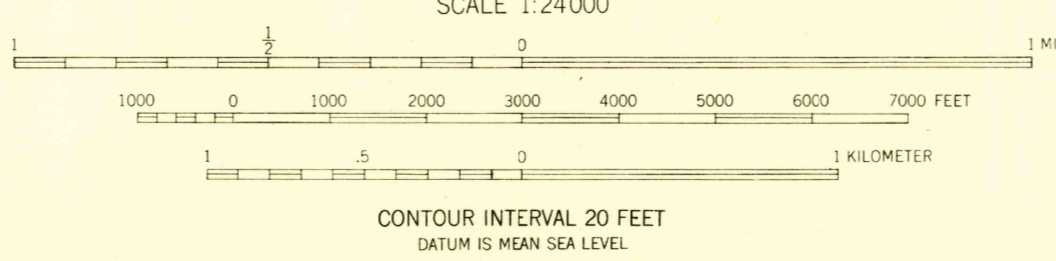 SCALE 1:24000
1 1/2 0 1
1000 0 1000 2000 3000 4000 5000 6000 7000 FEET
1 .5 0 1 KILOMETER
CONTOUR INTERVAL 20 FEET
DATUM IS MEAN SEA LEVEL